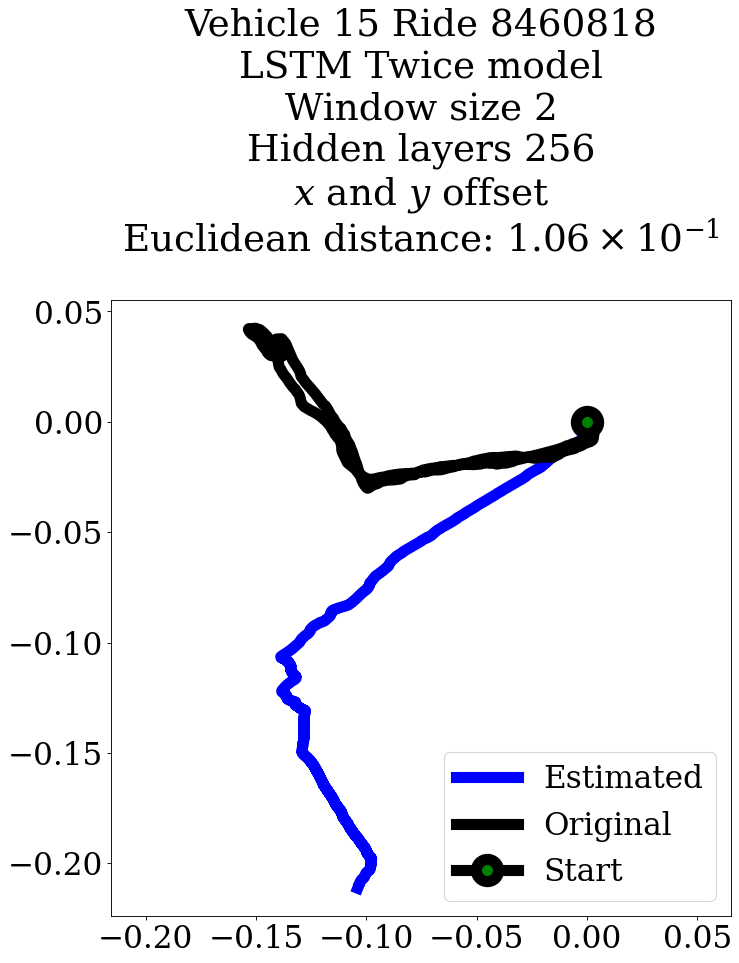 Vehicle 15 Ride 8460818
LSTM Twice model
Window size 2
Hidden layers 256
x and y offset
Euclidean distance: 1.06 × 10⁻¹
0.05
0.00
−0.05
−0.10
−0.15
−0.20
Estimated
Original
Start
−0.20 −0.15 −0.10 −0.05 0.00 0.05